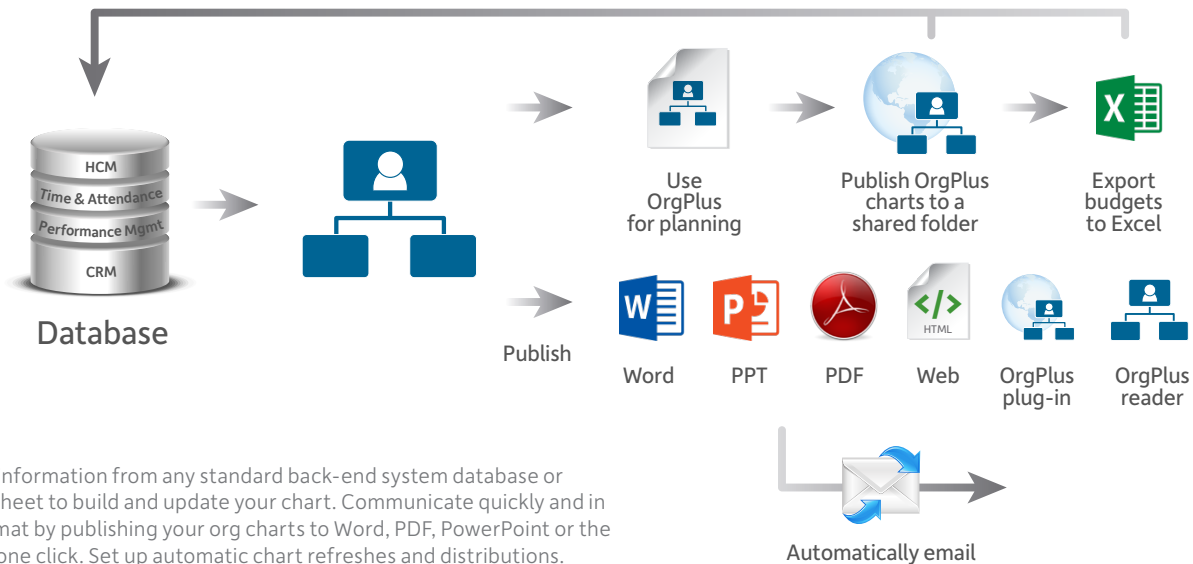 HCM
Time & Attendance
Performance Mgmt
CRM
Database
Use
OrgPlus
for planning
Publish OrgPlus
charts to a
shared folder
X
Export
budgets
to Excel
Publish
W
Word
P
PPT
PDF
</>
HTML
Web
OrgPlus
plug-in
OrgPlus
reader
information from any standard back-end system database or
heet to build and update your chart. Communicate quickly and in
mat by publishing your org charts to Word, PDF, PowerPoint or the
one click. Set up automatic chart refreshes and distributions.
Automatically email